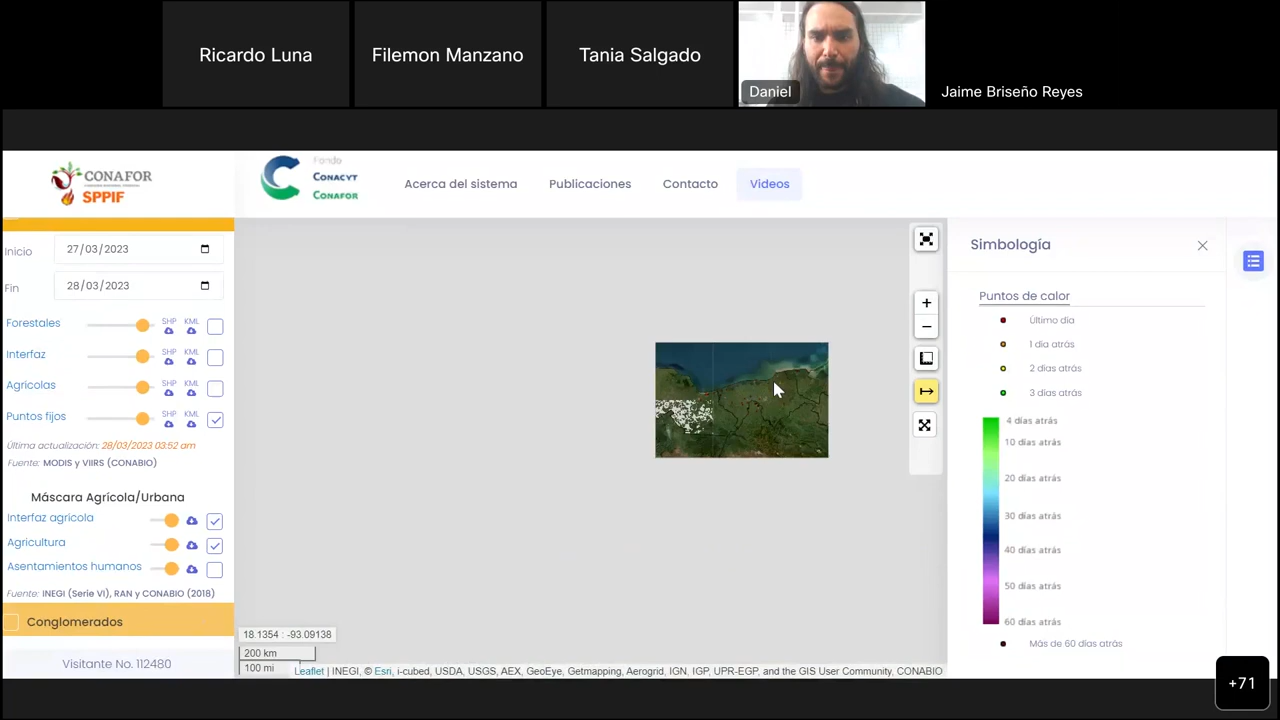 Ricardo Luna
Filemon Manzano
Tania Salgado
Daniel
Jaime Briseño Reyes
CONAFOR
SPPIF
Fondo
CONACYT
CONAFOR
Acerca del sistema
Publicaciones
Contacto
Videos
Inicio
27/03/2023
Fin
28/03/2023
Forestales
SHP
KML
Interfaz
SHP
KML
Agrícolas
SHP
KML
Puntos fijos
SHP
KML
Última actualización: 28/03/2023 03:52 am
Fuente: MODIS y VIIRS (CONABIO)
Máscara Agrícola/Urbana
Interfaz agrícola
Agricultura
Asentamientos humanos
Fuente: INEGI (Serie VI), RAN y CONABIO (2018)
Conglomerados
Visitante No. 112480
+
−
18.1354 : -93.09138
200 km
100 mi
Leaflet | INEGI, © Esri, i-cubed, USDA, USGS, AEX, GeoEye, Getmapping, Aerogrid, IGN, IGP, UPR-EGP, and the GIS User Community, CONABIO
Simbología
Puntos de calor
Último día
1 día atrás
2 días atrás
3 días atrás
4 días atrás
10 días atrás
20 días atrás
30 días atrás
40 días atrás
50 días atrás
60 días atrás
Más de 60 días atrás
+71